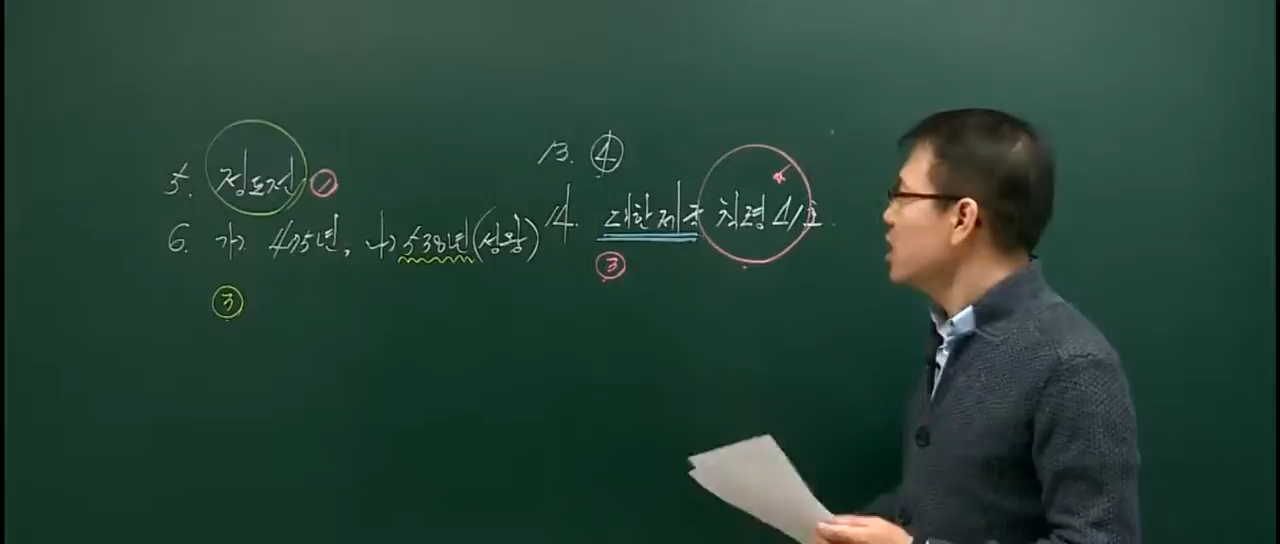 5. 정도전 ①
6. 가) 475년, 나) 538년(성왕)
③
13. ④
14. 대한제국 칙령 41호.
③